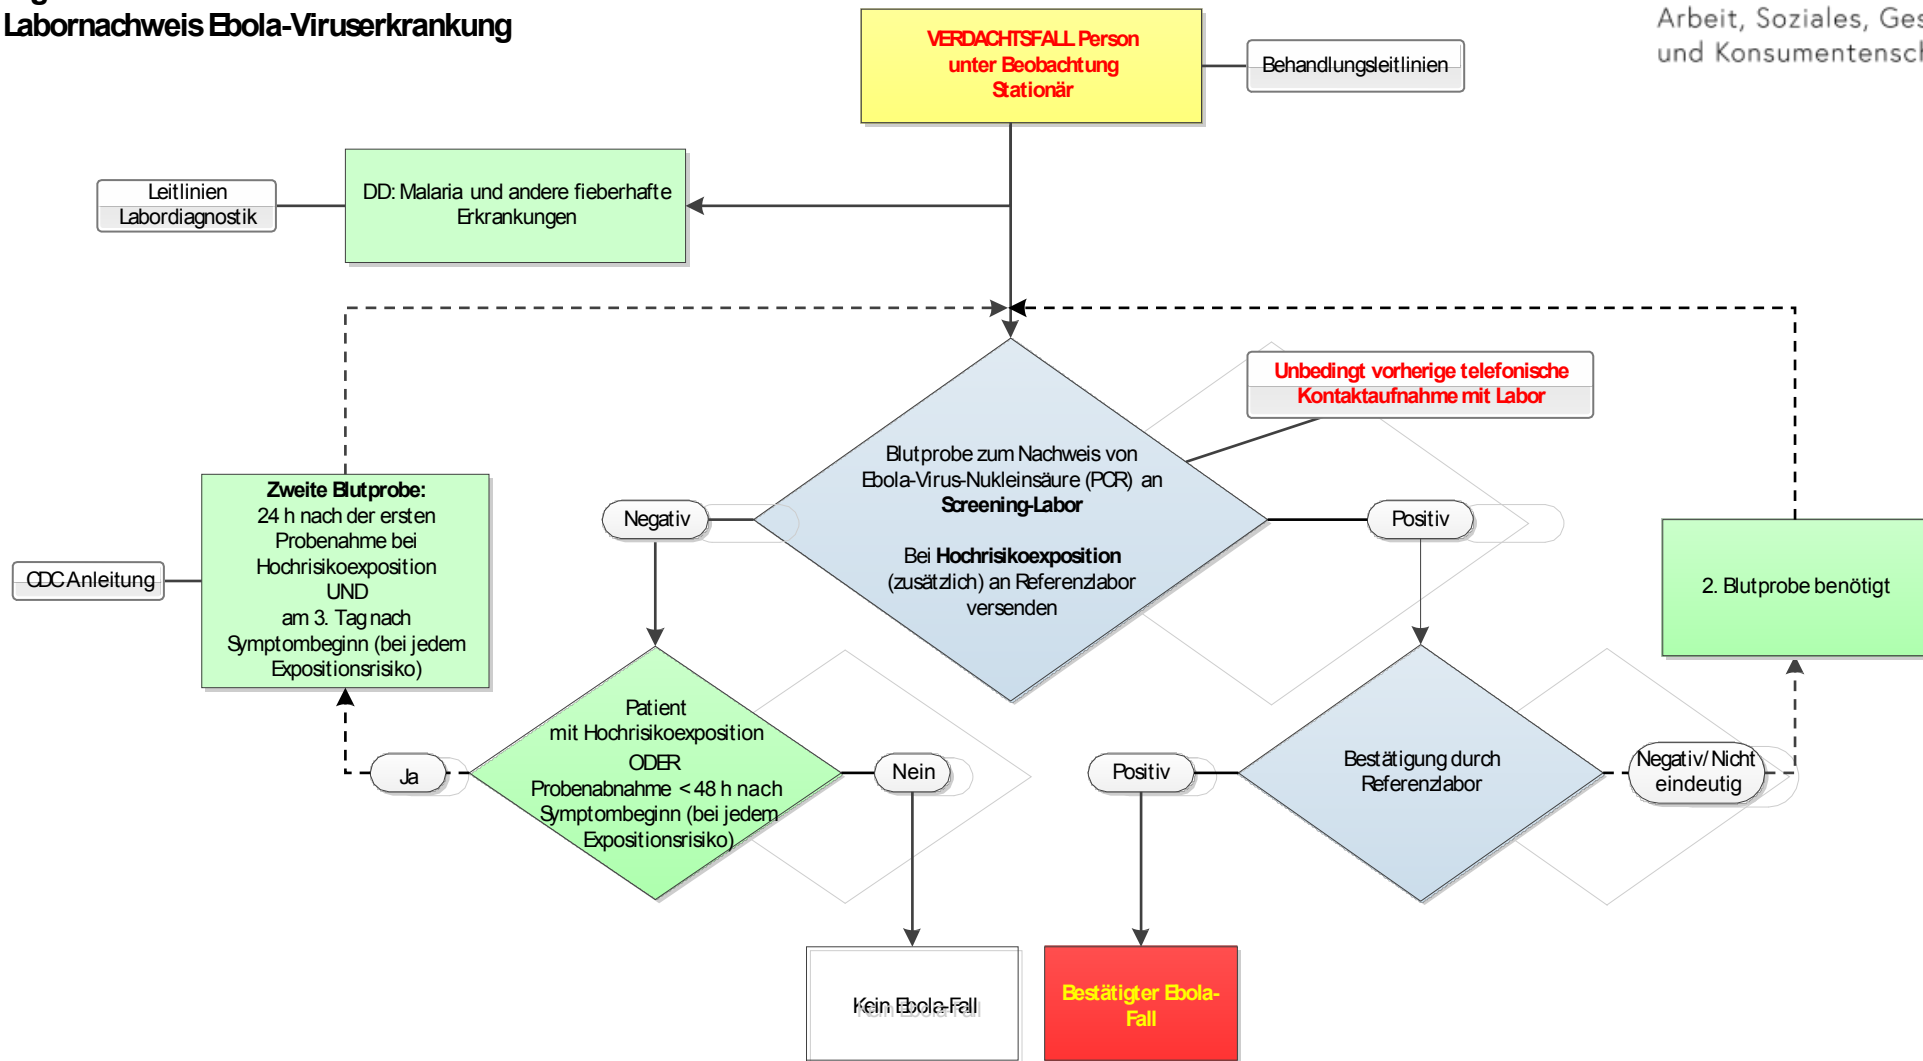 Labornachweis Ebola-Viruserkrankung
Arbeit, Soziales, Ges
und Konsumentensch
VERDACHTSFALL Person
unter Beobachtung
Stationär
Behandlungsleitlinien
Leitlinien
Labordiagnostik
DD: Malaria und andere fieberhafte
Erkrankungen
Unbedingt vorherige telefonische
Kontaktaufnahme mit Labor
Blutprobe zum Nachweis von
Ebola-Virus-Nukleinsäure (PCR) an
Screening-Labor
Bei Hochrisikoexposition
(zusätzlich) an Referenzlabor
versenden
Negativ
Positiv
Zweite Blutprobe:
24 h nach der ersten
Probenahme bei
Hochrisikoexposition
UND
am 3. Tag nach
Symptombeginn (bei jedem
Expositionsrisiko)
CDC Anleitung
2. Blutprobe benötigt
Patient
mit Hochrisikoexposition
ODER
Probenabnahme < 48 h nach
Symptombeginn (bei jedem
Expositionsrisiko)
Ja
Nein
Bestätigung durch
Referenzlabor
Positiv
Negativ/Nicht
eindeutig
Kein Ebola-Fall
Bestätigter Ebola-
Fall